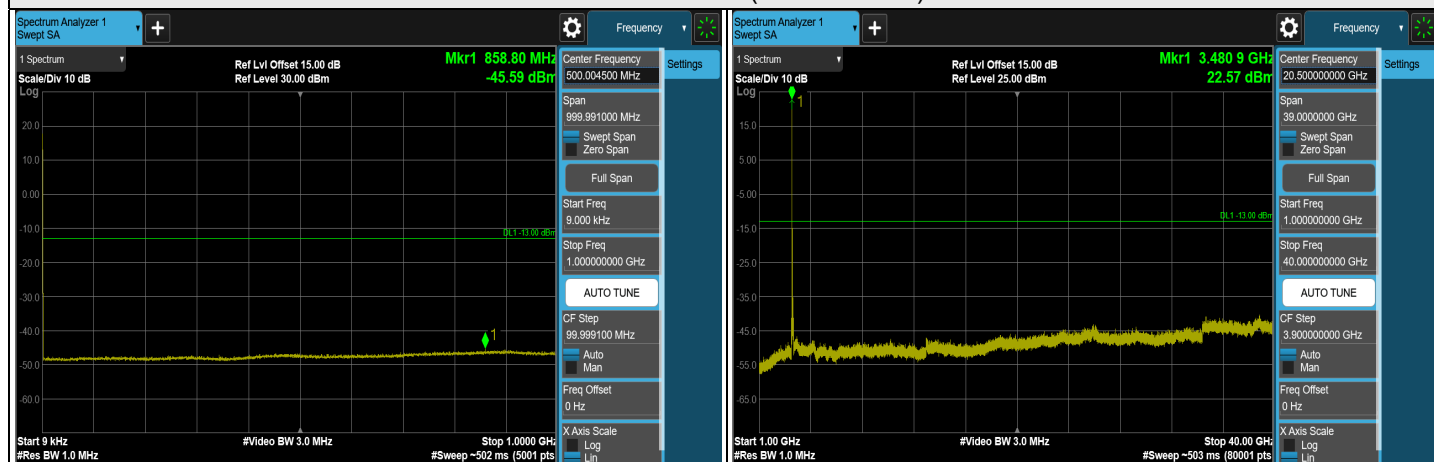 Spectrum Analyzer 1
Swept SA
+
Frequency
1 Spectrum
Scale/Div 10 dB
Log
Ref Lvl Offset 15.00 dB
Ref Level 30.00 dBm
Mkr1 858.80 MHz
-45.59 dBm
20.0
10.0
0.00
-10.0
-20.0
-30.0
-40.0
-50.0
-60.0
DL1 -13.00 dBm
1
Start 9 kHz
#Res BW 1.0 MHz
#Video BW 3.0 MHz
Stop 1.0000 GHz
#Sweep ~502 ms (5001 pts
Center Frequency
500.004500 MHz
Settings
Span
999.991000 MHz
Swept Span
Zero Span
Full Span
Start Freq
9.000 kHz
Stop Freq
1.000000000 GHz
AUTO TUNE
CF Step
99.999100 MHz
Auto
Man
Freq Offset
0 Hz
X Axis Scale
Log
Lin
Spectrum Analyzer 1
Swept SA
+
Frequency
1 Spectrum
Scale/Div 10 dB
Log
Ref Lvl Offset 15.00 dB
Ref Level 25.00 dBm
Mkr1 3.480 9 GHz
22.57 dBm
1
15.0
5.00
-5.00
-15.0
-25.0
-35.0
-45.0
-55.0
-65.0
DL1 -13.00 dBm
Start 1.00 GHz
#Res BW 1.0 MHz
#Video BW 3.0 MHz
Stop 40.00 GHz
#Sweep ~503 ms (80001 pts
Center Frequency
20.500000000 GHz
Settings
Span
39.0000000 GHz
Swept Span
Zero Span
Full Span
Start Freq
1.000000000 GHz
Stop Freq
40.000000000 GHz
AUTO TUNE
CF Step
3.900000000 GHz
Auto
Man
Freq Offset
0 Hz
X Axis Scale
Log
Lin